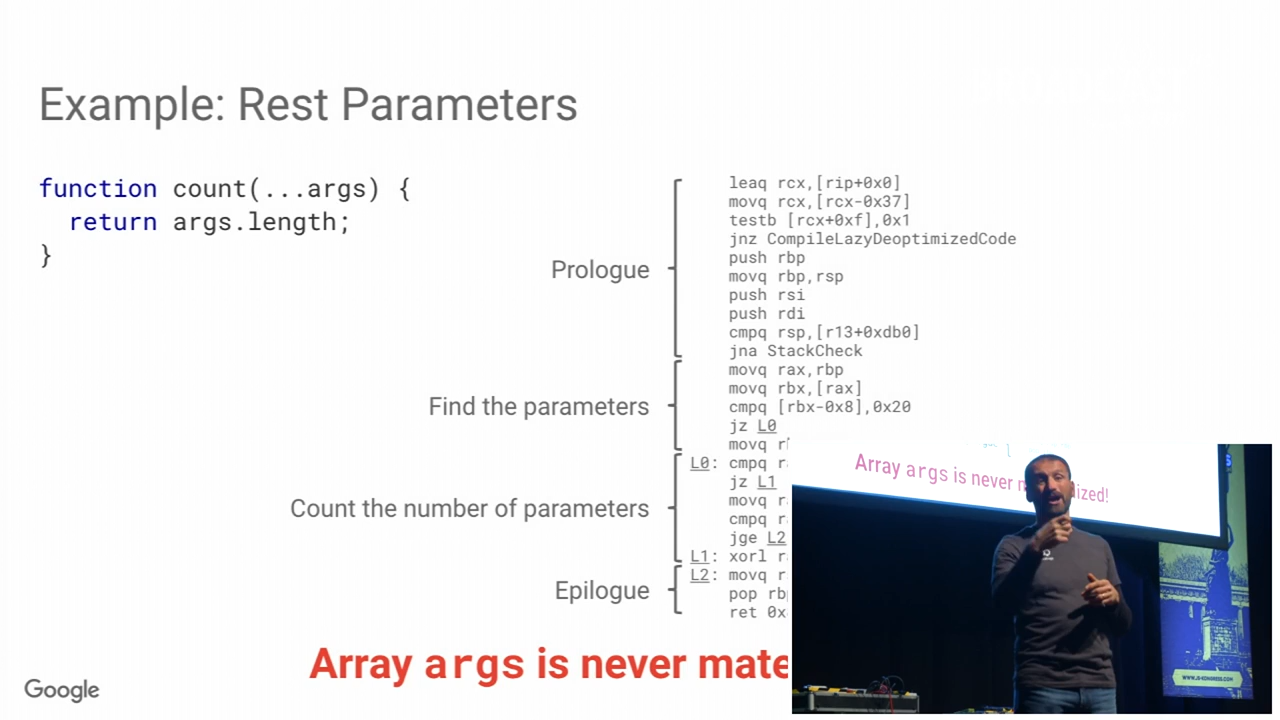 Example: Rest Parameters
function count(...args) {
return args.length;
}
Prologue
leaq rcx,[rip+0x0]
movq rcx,[rcx-0x37]
testb [rcx+0xf],0x1
jnz CompileLazyDeoptimizedCode
push rbp
movq rbp,rsp
push rsi
push rdi
cmpq rsp,[r13+0xdb0]
jna StackCheck
Find the parameters
movq rax,rbp
movq rbx,[rax]
cmpq [rbx-0x8],0x20
jz L0
movq
Count the number of parameters
L0: cmpq
jz L1
movq
cmpq
jge L2
L1: xorl
Epilogue
L2: movq
pop
ret
Array args is never
Google
Array args is never
WWW.JS-KONGRESS.COM